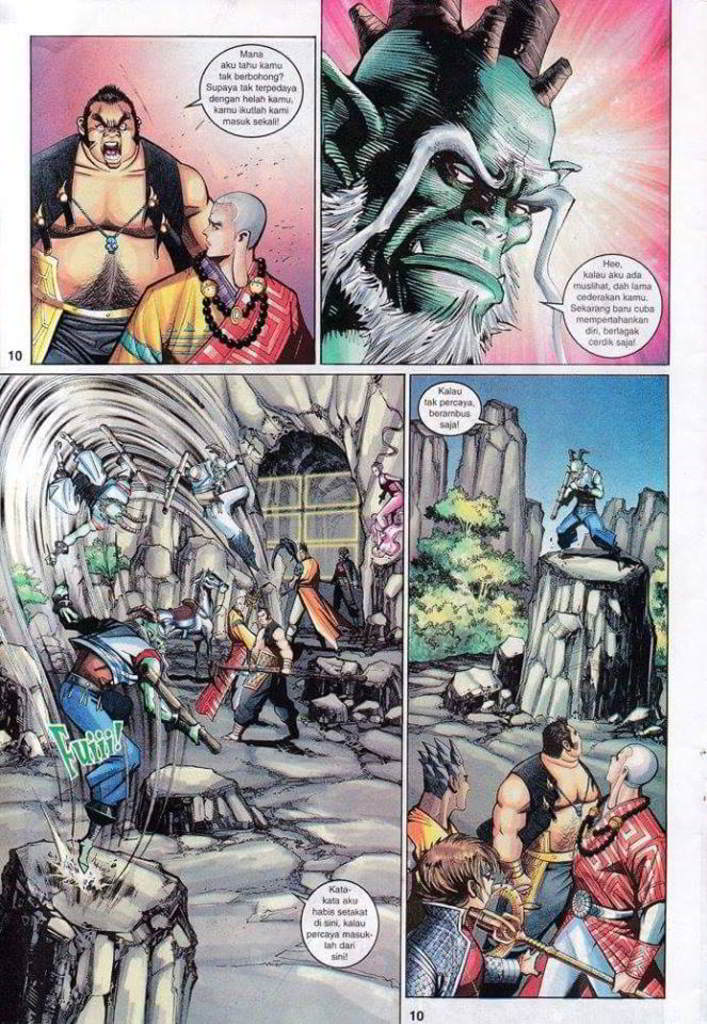 Mana
aku tahu kamu
tak berbohong?
Supaya tak terpedaya
dengan helah kamu,
kamu ikutlah kami
masuk sekali!
Hee,
kalau aku ada
muslihat, dah lama
cederakan kamu.
Sekarang baru cuba
mempertahankan
diri, berlagak
cerdik saja!
10
Fuiii!
Kata-
kata aku
habis setakat
di sini, kalau
percaya masuk-
lah dari
sini!
Kalau
tak percaya,
berambus
saja!
10